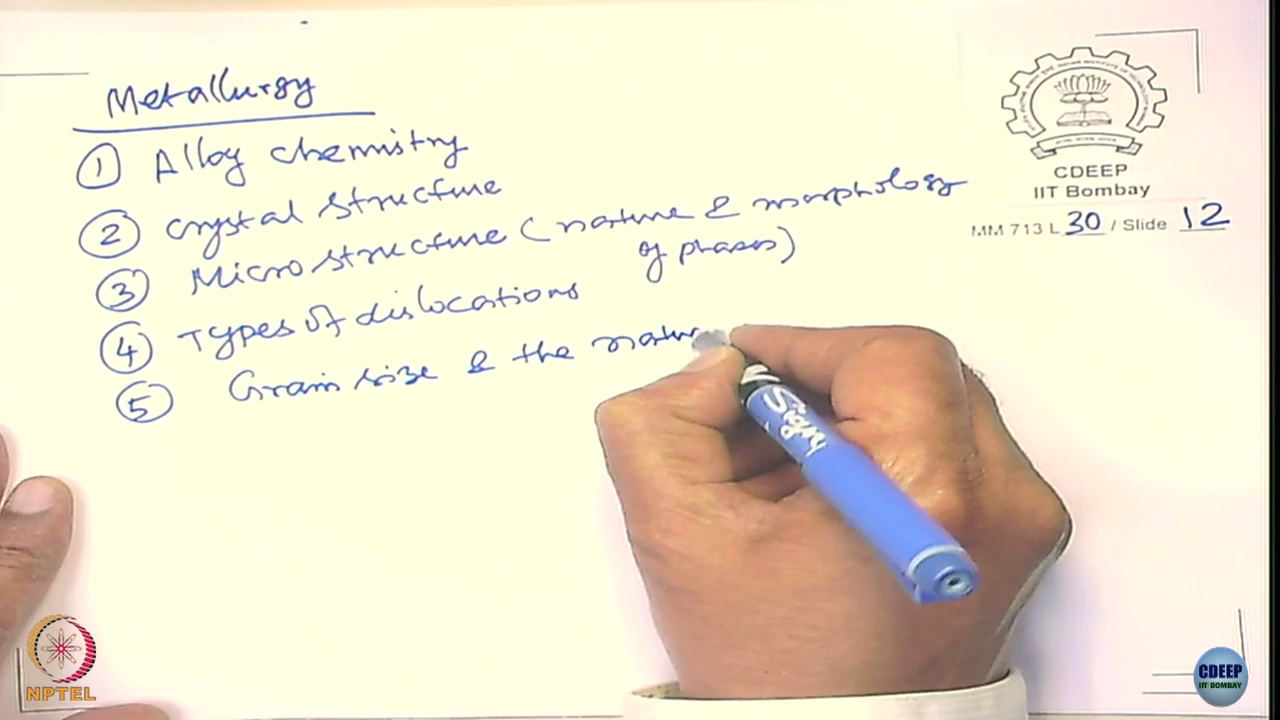 Metallurgy
① Alloy chemistry
② Crystal structure
③ Microstructure (nature & morphology
of phases)
④ Types of dislocations
⑤ Grain size & the natu
CDEEP
IIT Bombay
MM 713 L 30 / Slide 12
Sign
NPTEL
CDEEP
IIT BOMBAY